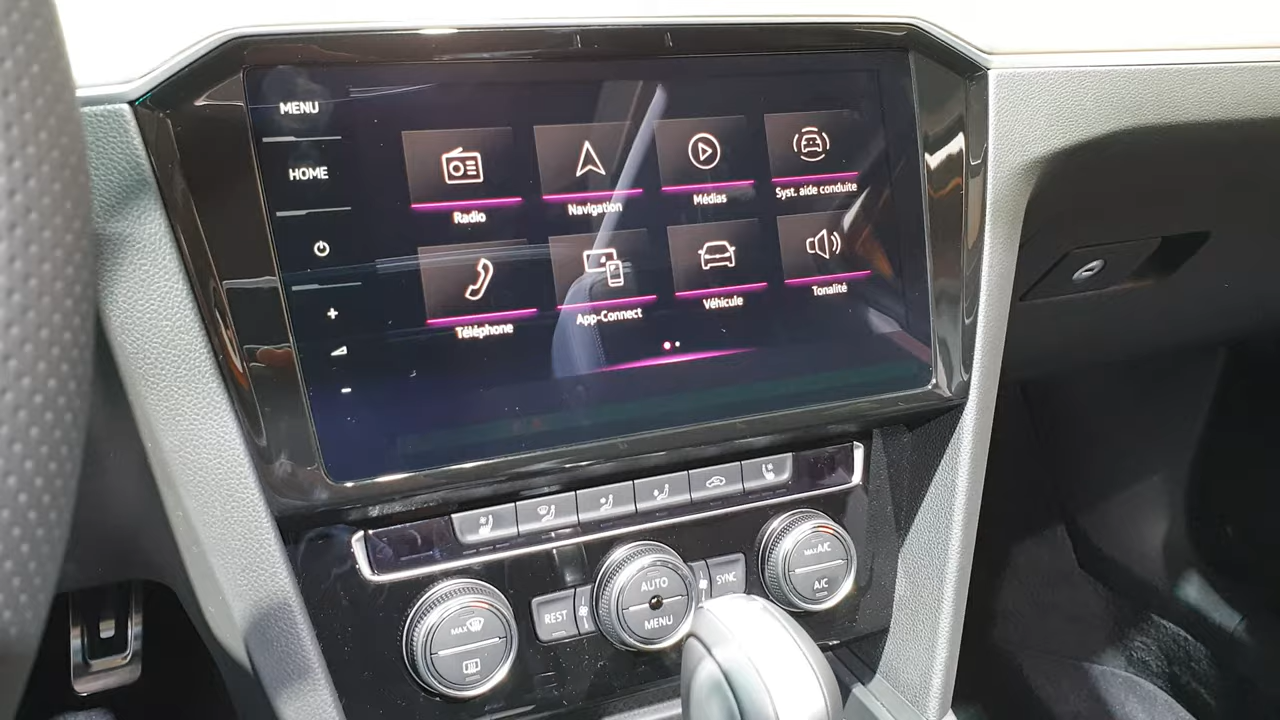 MENU
HOME
Radio
Navigation
Médias
Syst. aide conduite
Téléphone
App-Connect
Véhicule
Tonalité
MAX
REST
AUTO
MENU
SYNC
MAX A/C
A/C